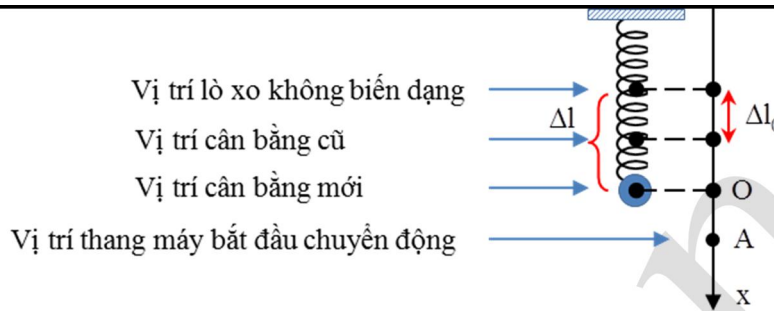 Vị trí lò xo không biến dạng
Δl
Δl₀
Vị trí cân bằng cũ
Vị trí cân bằng mới
O
Vị trí thang máy bắt đầu chuyển động
A
x